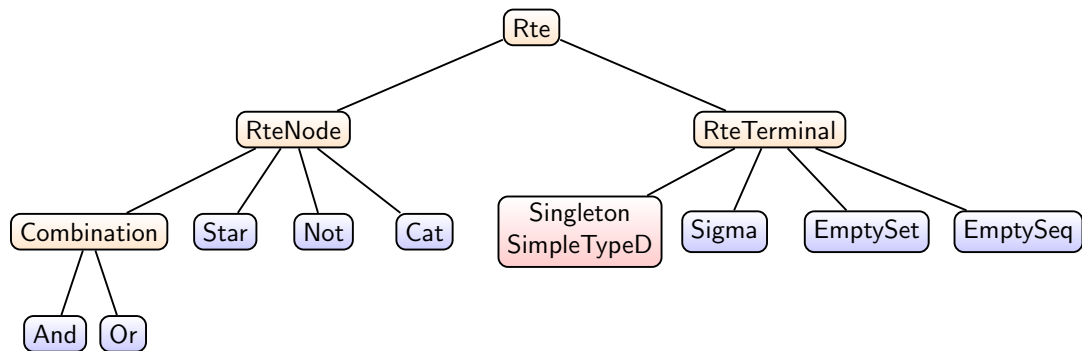 Rte
RteNode
RteTerminal
Combination
Star
Not
Cat
Singleton
SimpleTypeD
Sigma
EmptySet
EmptySeq
And
Or